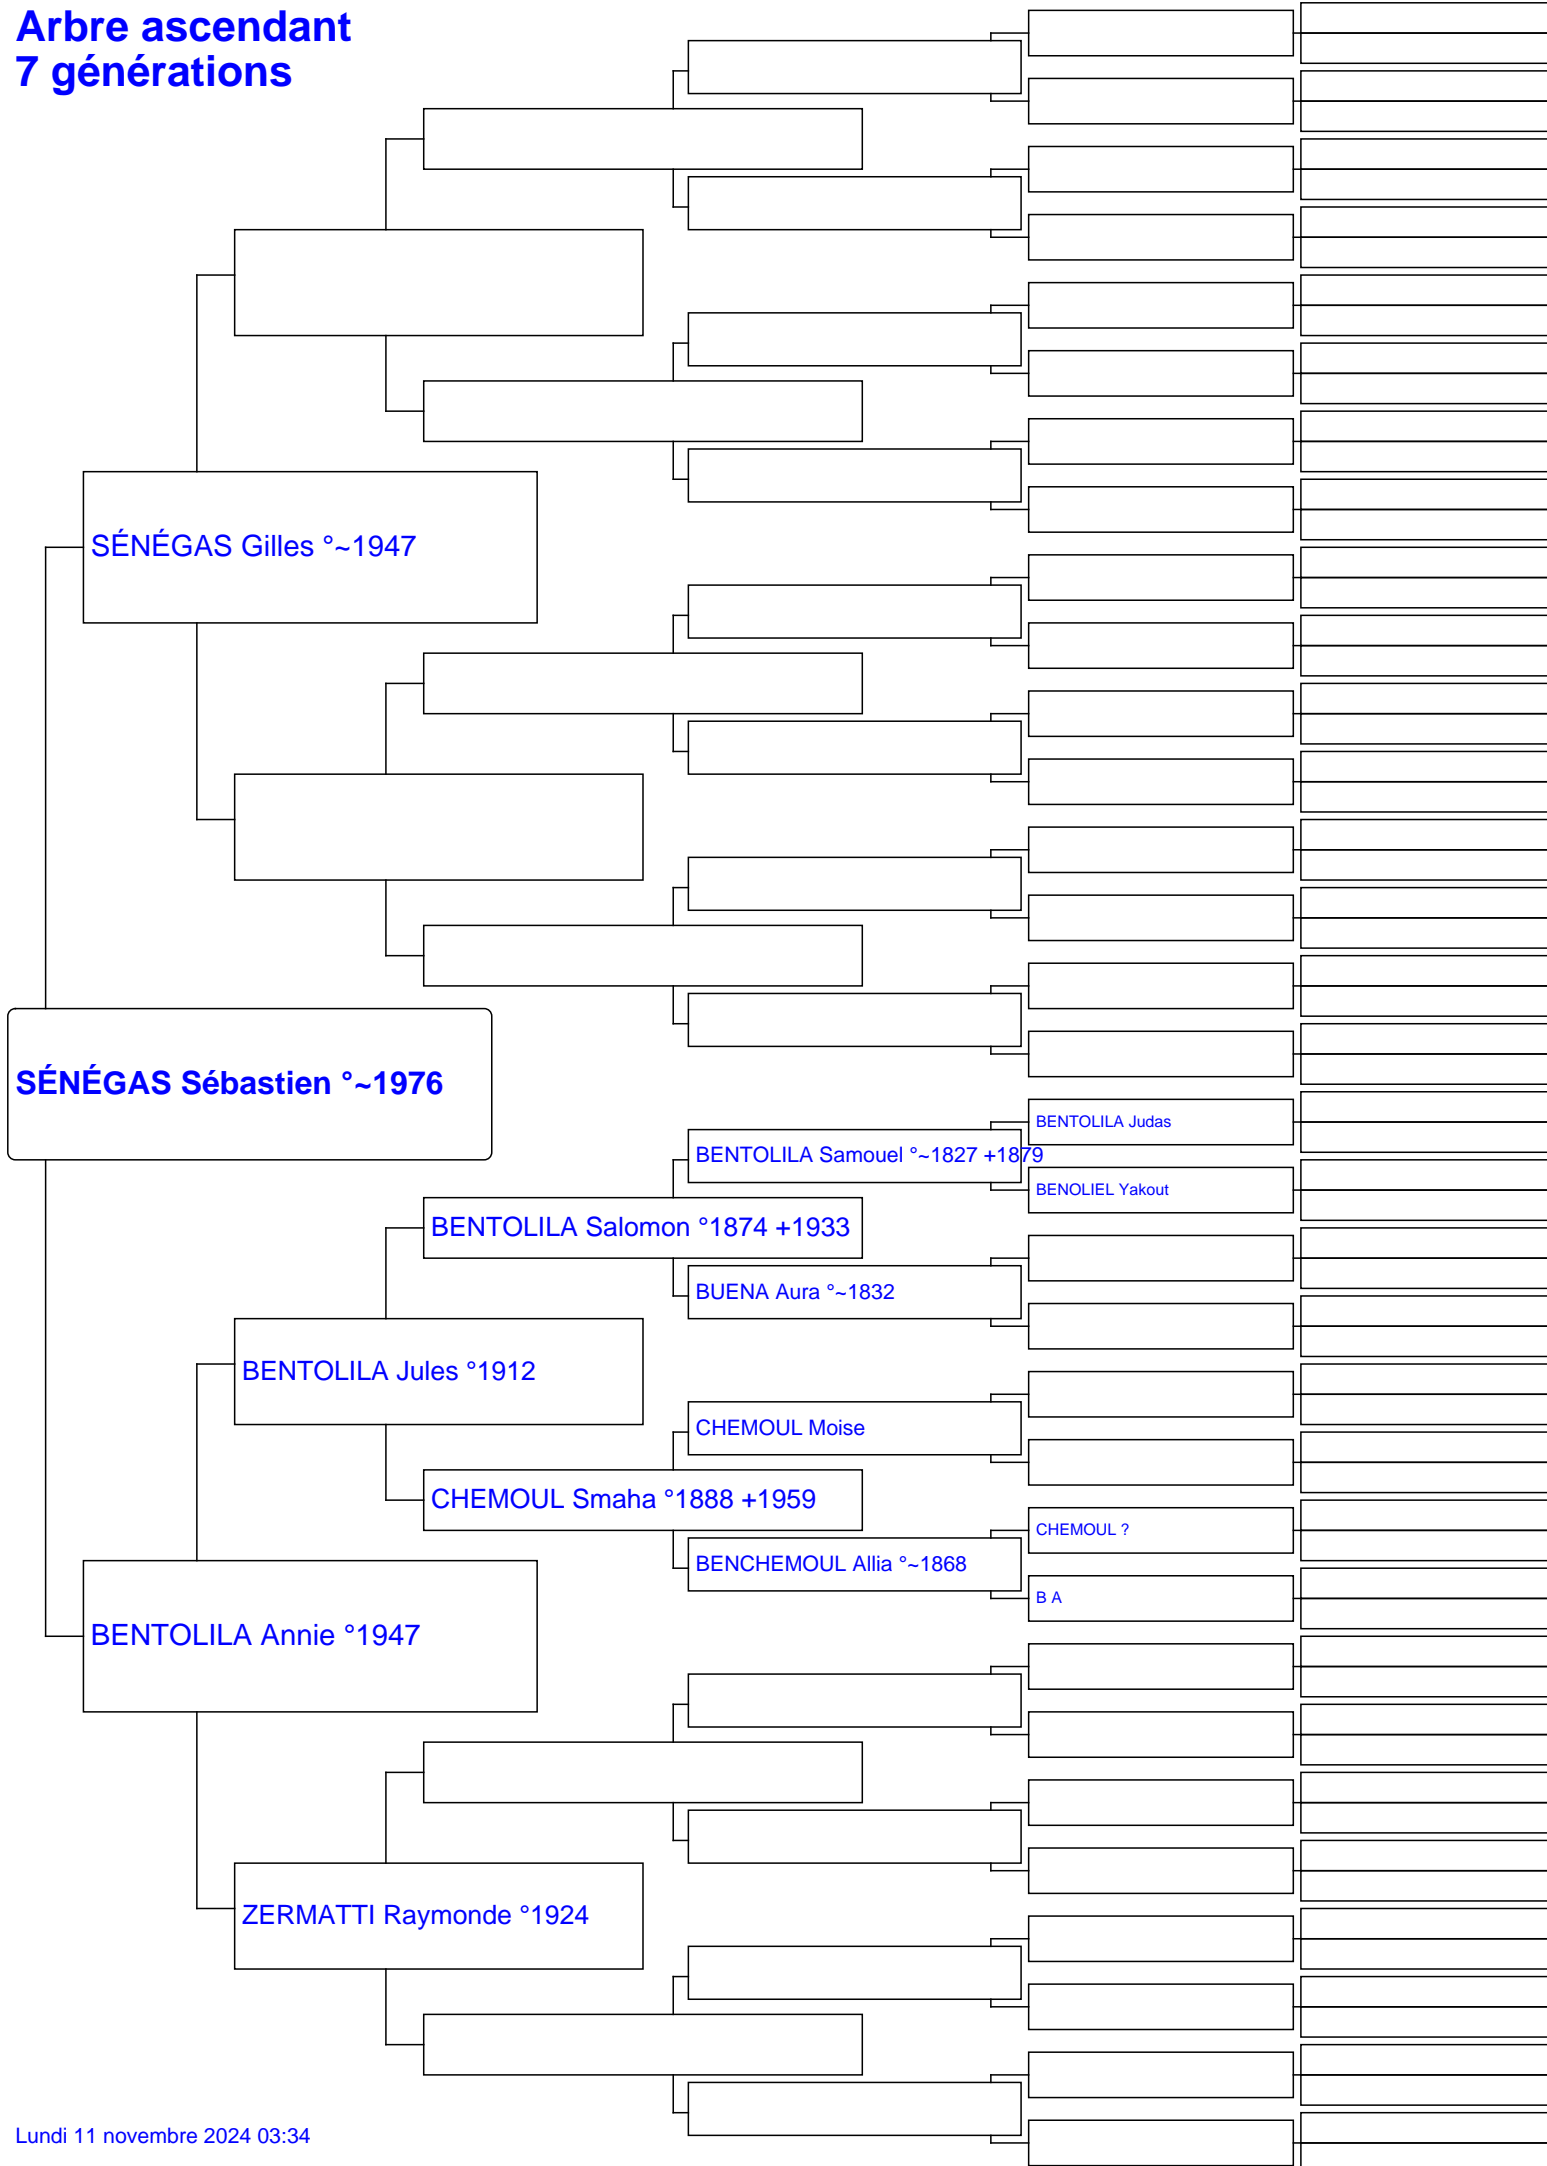 Arbre ascendant
7 générations
SÉNÉGAS Gilles °~1947
SÉNÉGAS Sébastien °~1976
BENTOLILA Judas
BENTOLILA Samouel °~1827 +1879
BENOLIEL Yakout
BENTOLILA Salomon °1874 +1933
BUENA Aura °~1832
BENTOLILA Jules °1912
CHEMOUL Moise
CHEMOUL Smaha °1888 +1959
CHEMOUL ?
BENCHEMOUL Allia °~1868
B A
BENTOLILA Annie °1947
ZERMATTI Raymonde °1924
Lundi 11 novembre 2024 03:34